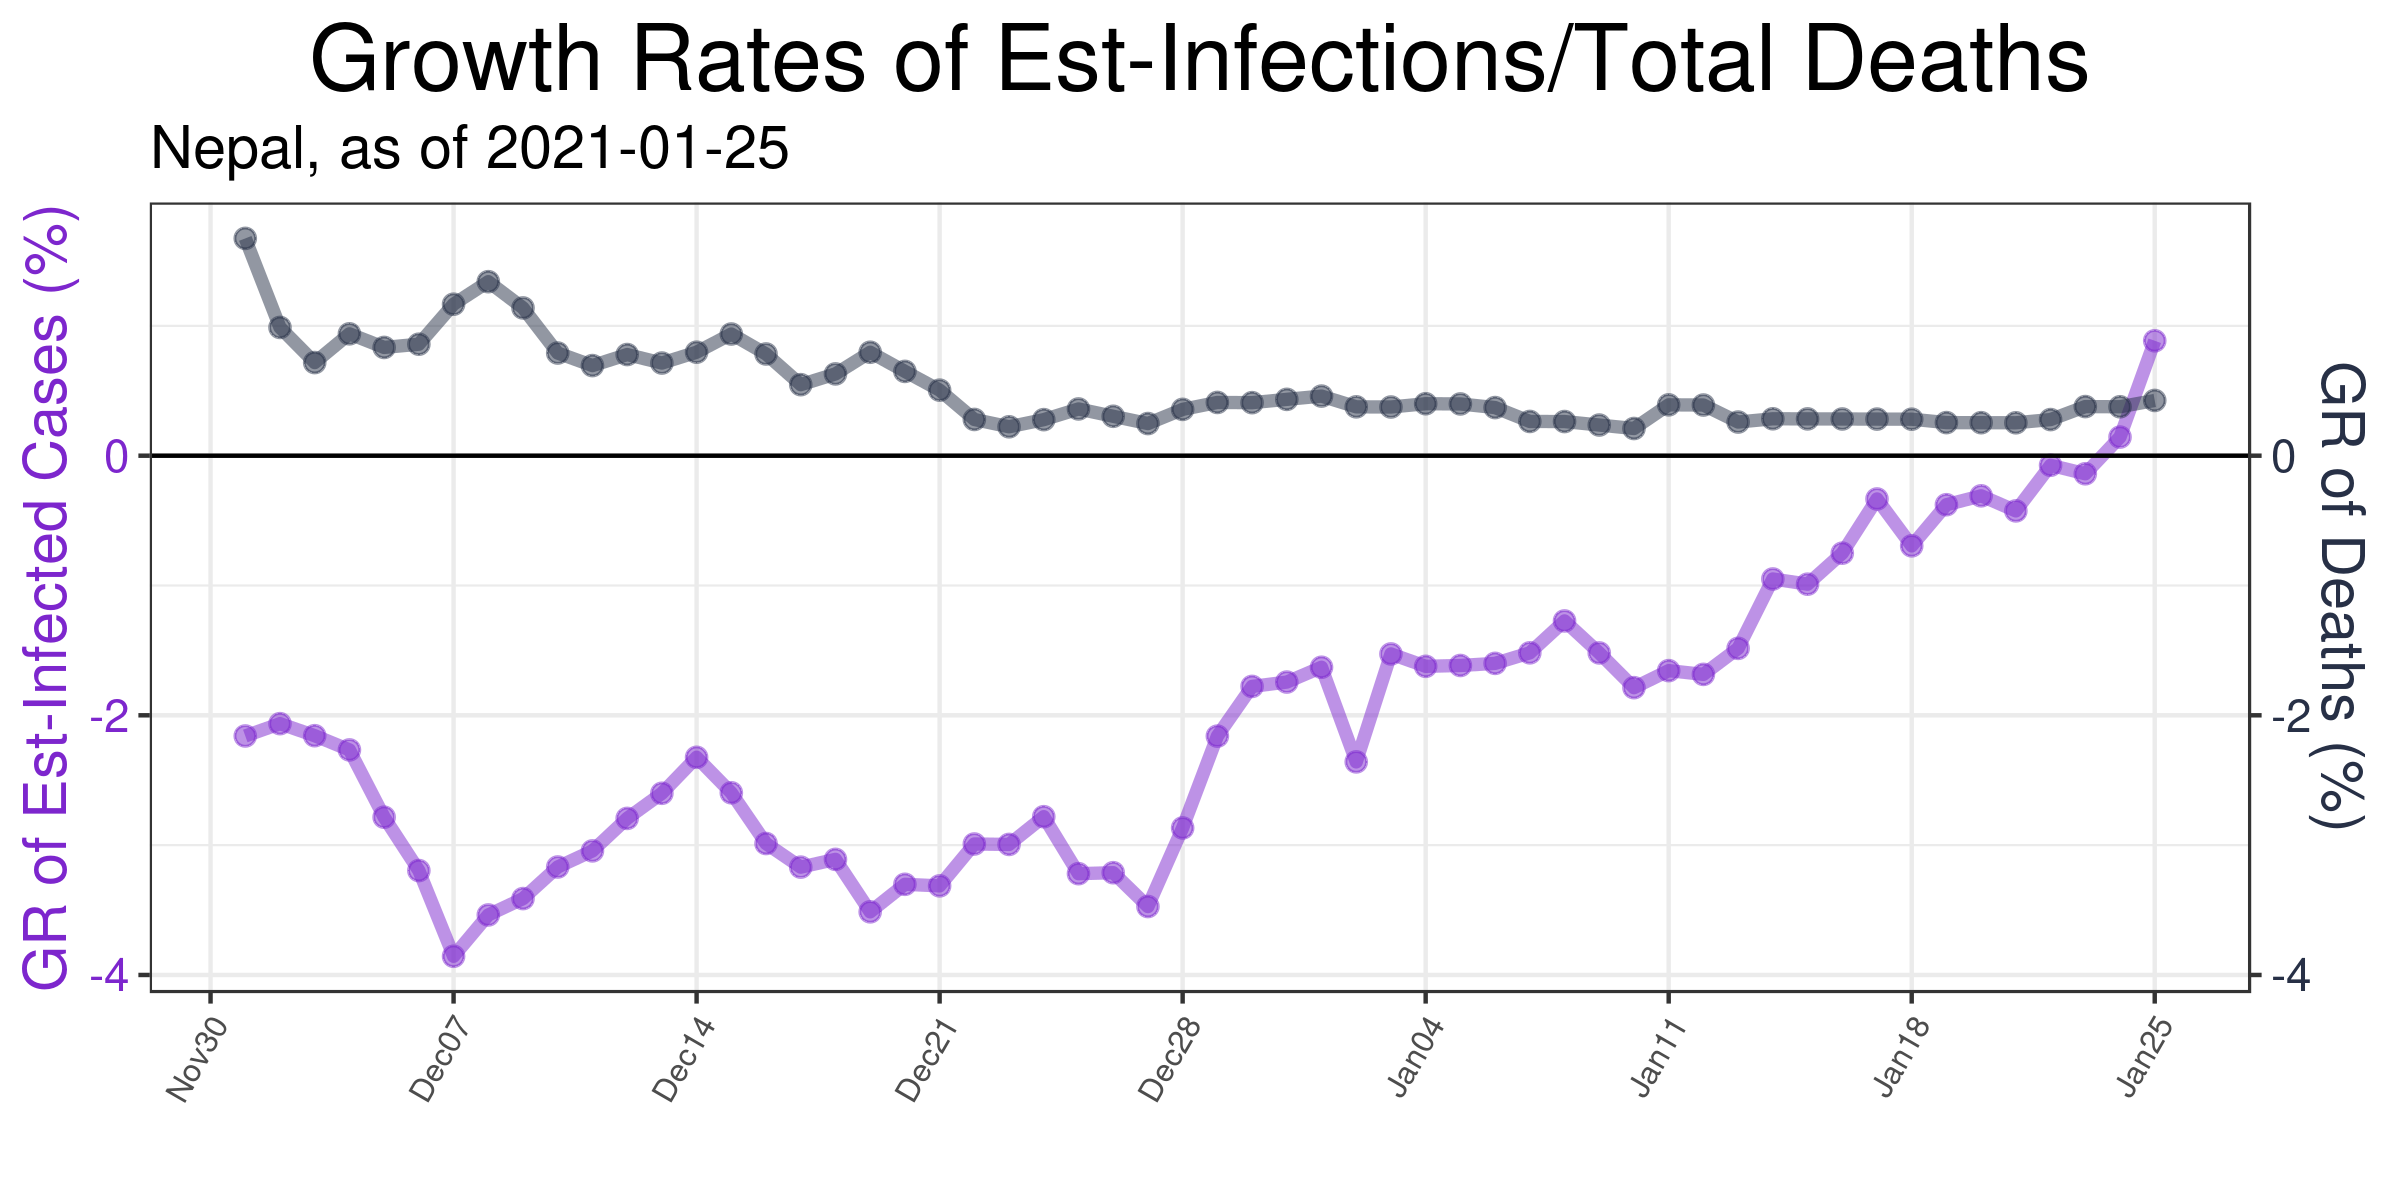 Growth Rates of Est-Infections/Total Deaths
Nepal, as of 2021-01-25
GR of Est-Infected Cases (%)
0
-2
-4
0
-2
-4
GR of Deaths (%)
Nov30
Dec07
Dec14
Dec21
Dec28
Jan04
Jan11
Jan18
Jan25